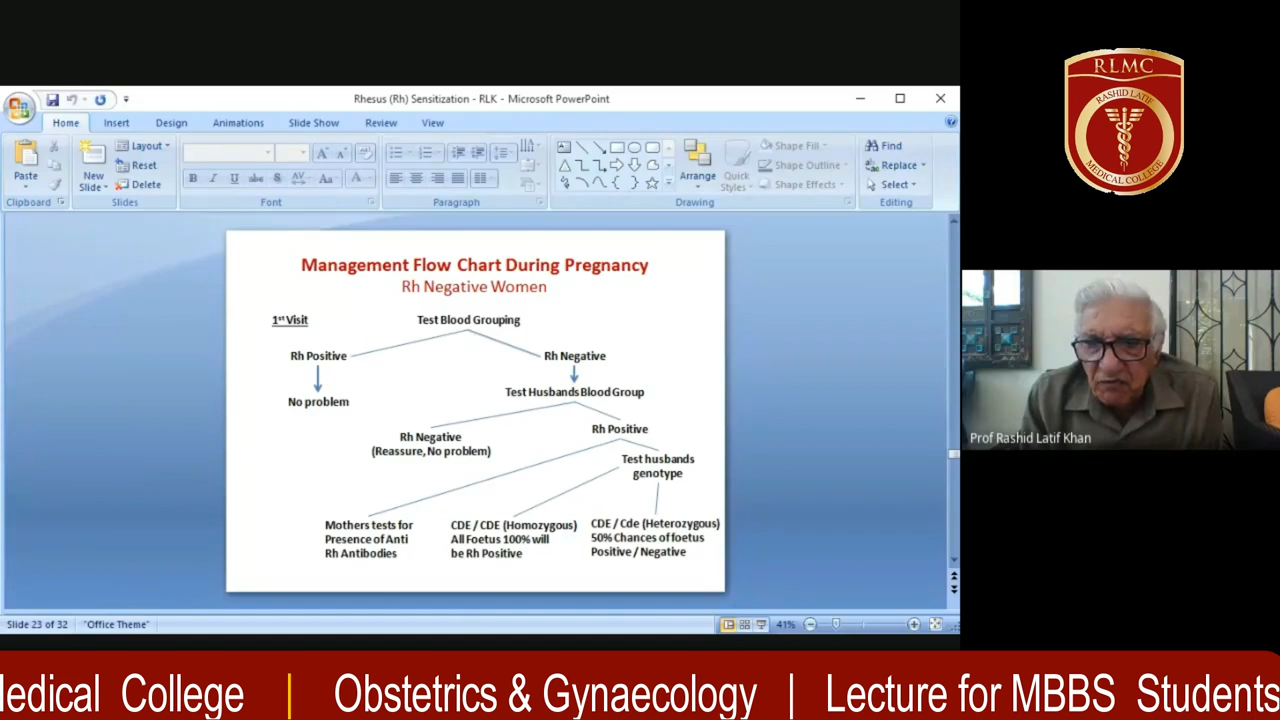 Rhesus (Rh) Sensitization - RLK - Microsoft PowerPoint
Home Insert Design Animations Slide Show Review View
Paste
Clipboard
New Slide
Layout
Reset
Delete
Slides
B I U abc S AV Aa A
Font
Paragraph
Arrange
Quick Styles
Shape Fill
Shape Outline
Shape Effects
Drawing
Find
Replace
Select
Editing
Management Flow Chart During Pregnancy
Rh Negative Women
1st Visit
Test Blood Grouping
Rh Positive
Rh Negative
No problem
Test Husbands Blood Group
Rh Negative
(Reassure, No problem)
Rh Positive
Test husbands
genotype
Mothers tests for
Presence of Anti
Rh Antibodies
CDE / CDE (Homozygous)
All Foetus 100% will
be Rh Positive
CDE / Cde (Heterozygous)
50% Chances of foetus
Positive / Negative
Slide 23 of 32 "Office Theme" 41%
RLMC
RASHID LATIF
MEDICAL COLLEGE
Prof Rashid Latif Khan
edical College | Obstetrics & Gynaecology | Lecture for MBBS Students